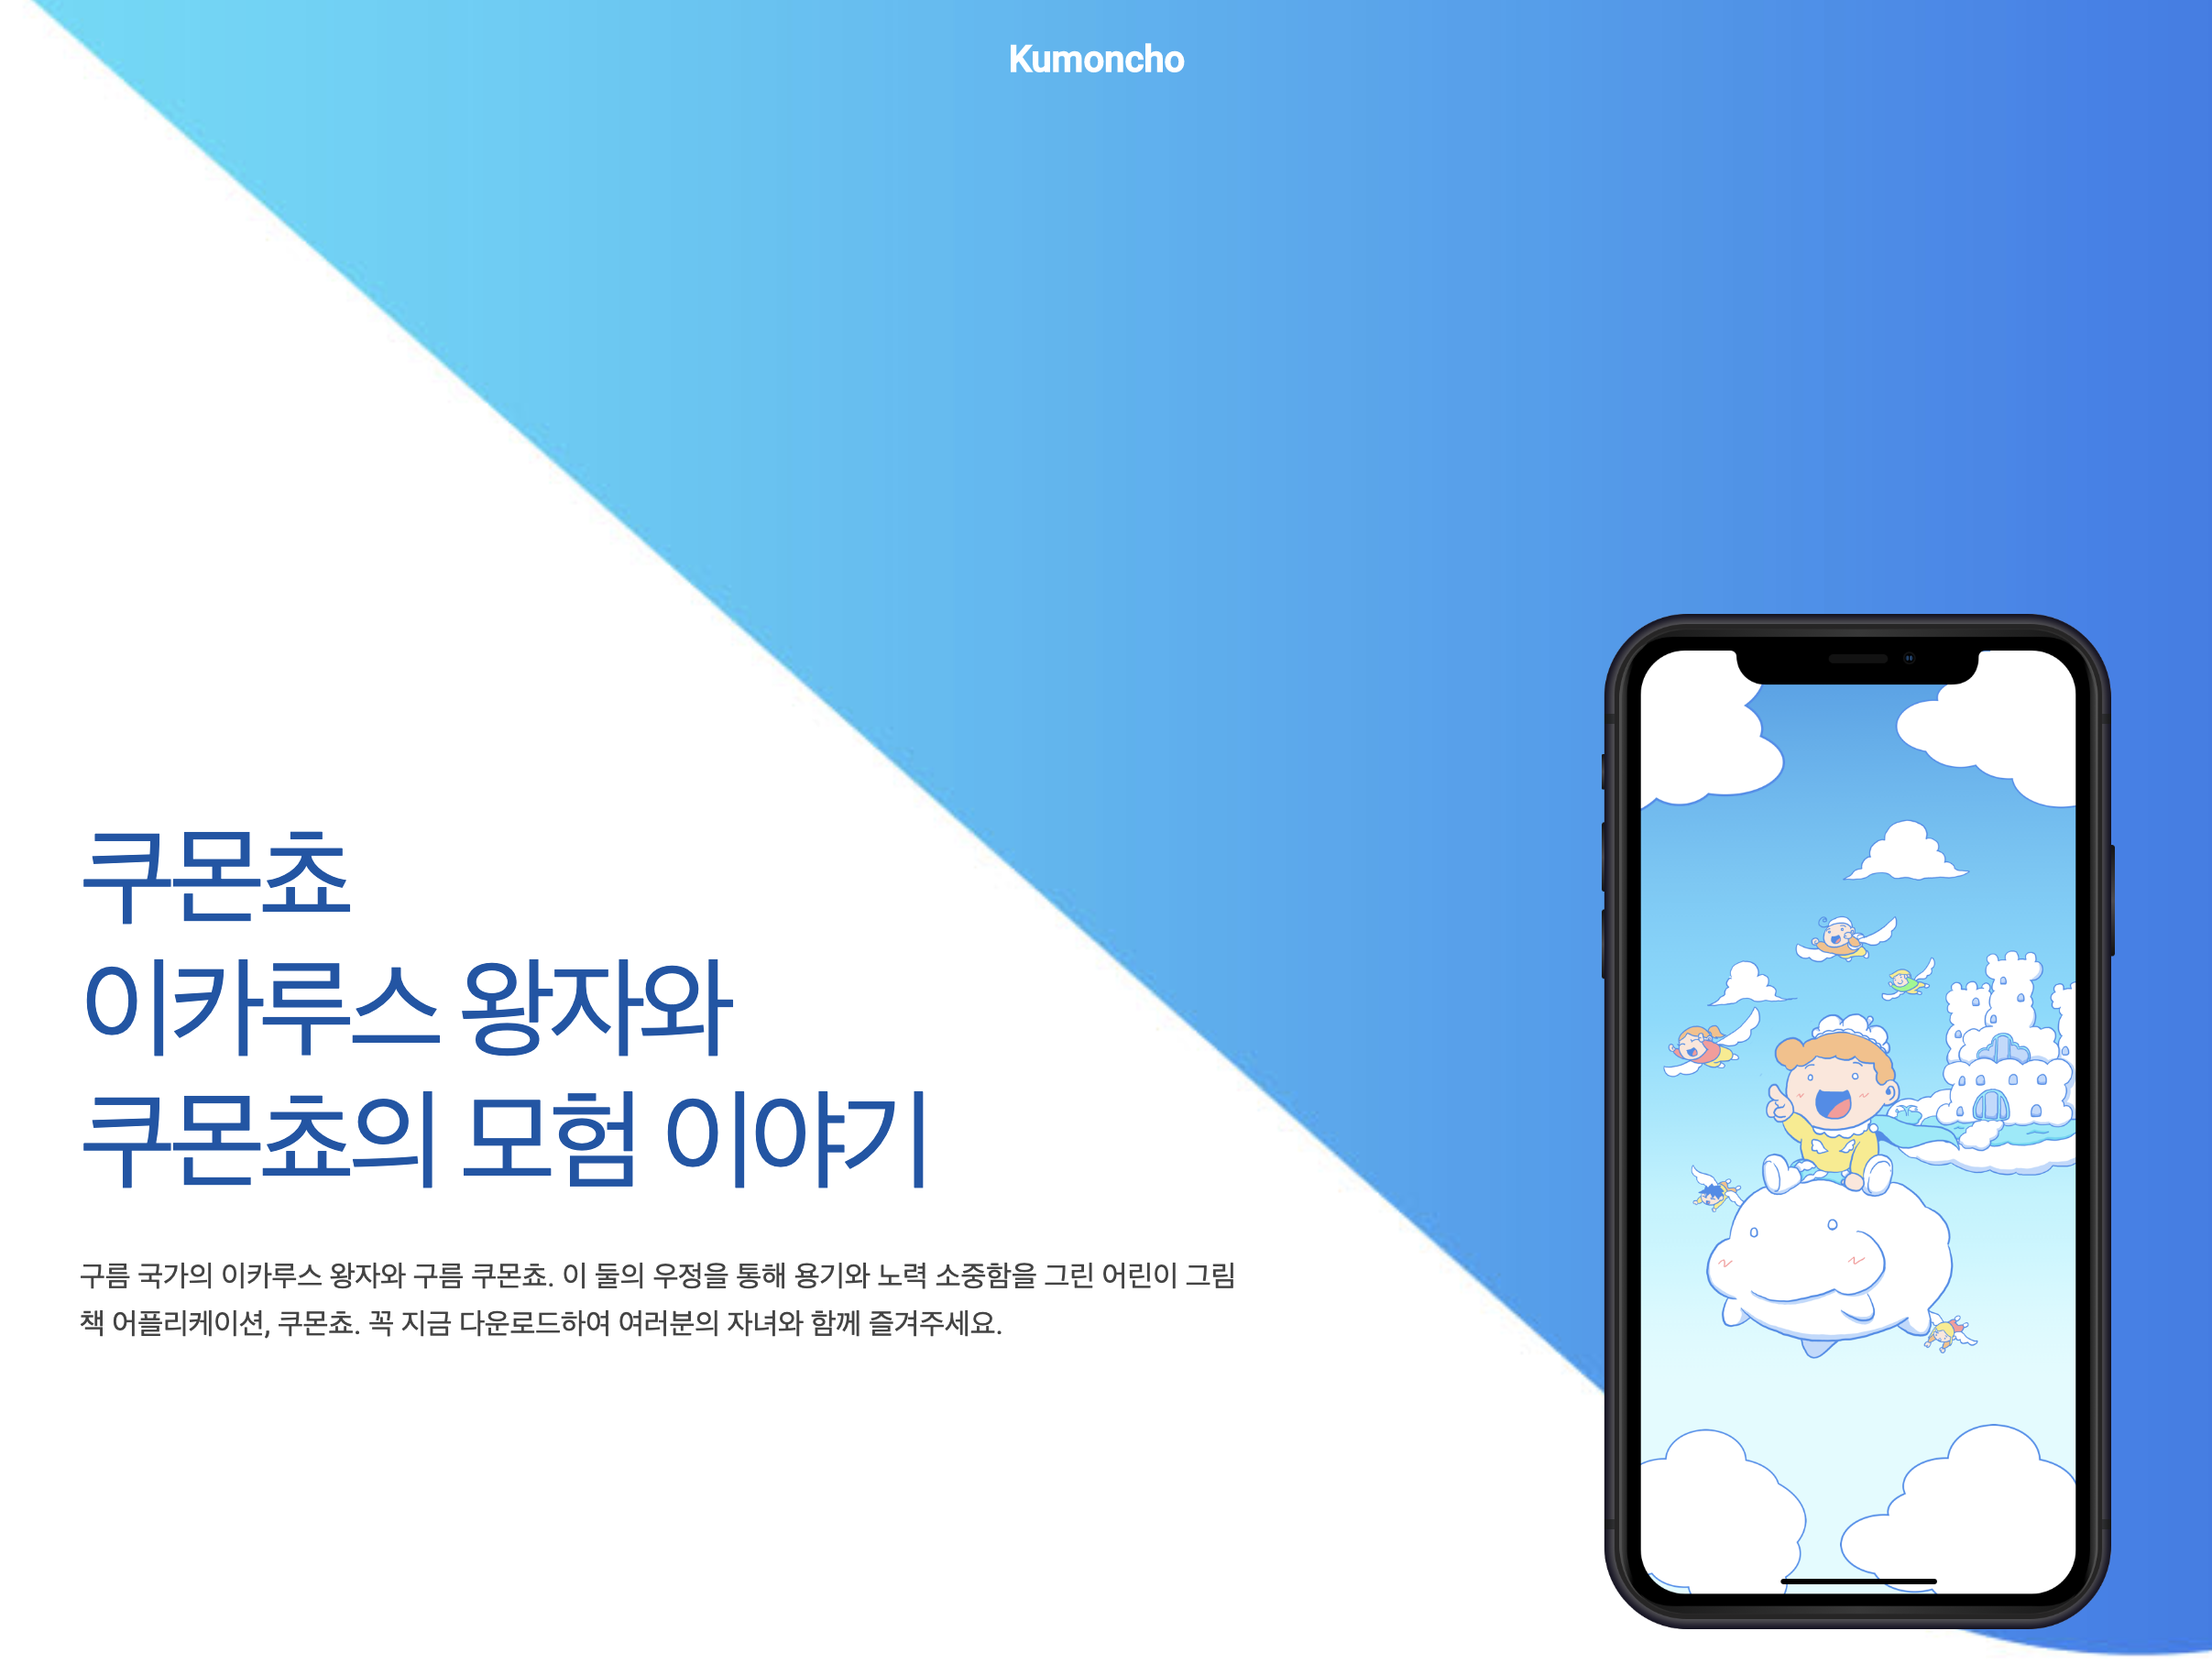 Kumoncho
쿠몬쵸
이카루스 왕자와
쿠몬쵸의 모험 이야기
구름 국가의 이카루스 왕자와 구름 쿠몬쵸. 이 둘의 우정을 통해 용기와 노력 소중함을 그린 어린이 그림
책 어플리케이션, 쿠몬쵸. 꼭 지금 다운로드하여 여러분의 자녀와 함께 즐겨주세요.